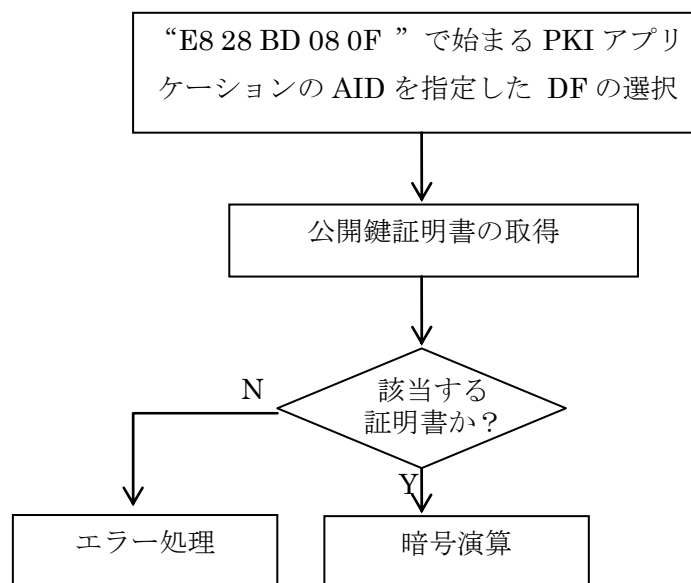 “E8 28 BD 08 0F ”で始まる PKI アプリ
ケーションの AID を指定した DF の選択
公開鍵証明書の取得
該当する
証明書か?
N
Y
エラー処理
暗号演算